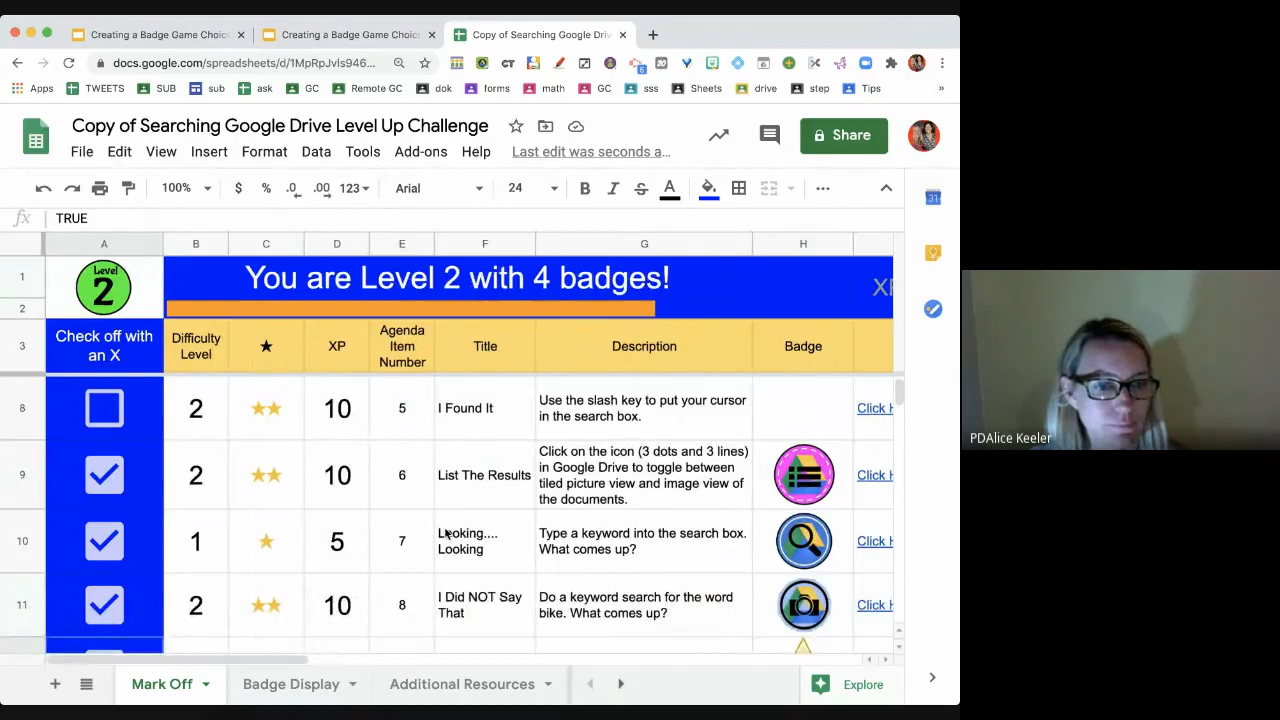 Creating a Badge Game Choic
Creating a Badge Game Choic
Copy of Searching Google Driv
docs.google.com/spreadsheets/d/1MpRpJvls946...
Apps
TWEETS
SUB
sub
ask
GC
Remote GC
dok
forms
math
GC
sss
Sheets
drive
step
Tips
»
Copy of Searching Google Drive Level Up Challenge
File Edit View Insert Format Data Tools Add-ons Help Last edit was seconds a...
Share
100% $ % .0 .00 123 Arial 24 B I S A
fx TRUE
A B C D E F G H
1 Level 2 You are Level 2 with 4 badges! XP
2
3 Check off with an X
Difficulty Level
★
XP
Agenda Item Number
Title
Description
Badge
8 2 ★★ 10 5 I Found It
Use the slash key to put your cursor
in the search box.
Click H
9 2 ★★ 10 6 List The Results
Click on the icon (3 dots and 3 lines)
in Google Drive to toggle between
tiled picture view and image view of
the documents.
Click H
10 1 ★ 5 7 Looking....
Looking
Type a keyword into the search box.
What comes up?
Click H
11 2 ★★ 10 8 I Did NOT Say
That
Do a keyword search for the word
bike. What comes up?
Click H
Mark Off
Badge Display
Additional Resources
Explore
PDAlice Keeler